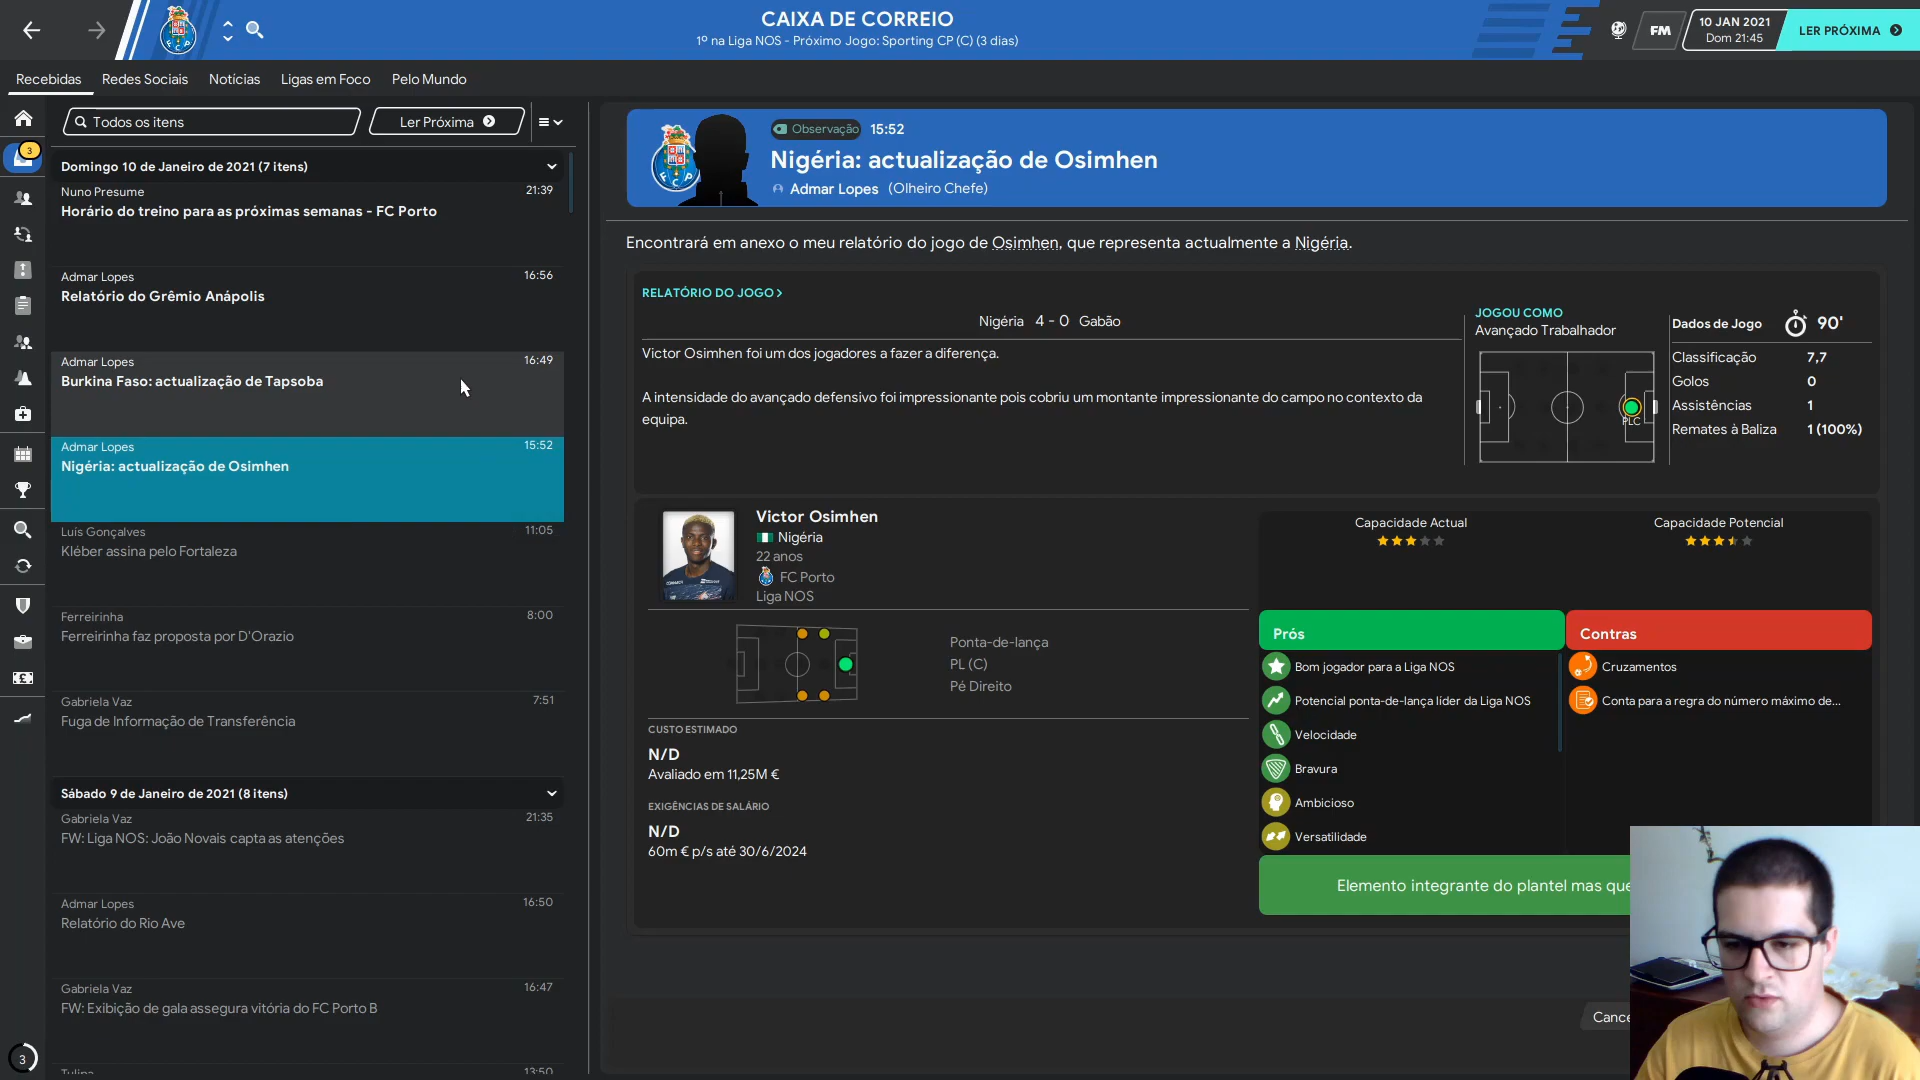 CAIXA DE CORREIO
1º na Liga NOS - Próximo Jogo: Sporting CP (C) (3 dias)
FM
10 JAN 2021
Dom 21:45
LER PRÓXIMA
Recebidas
Redes Sociais
Notícias
Ligas em Foco
Pelo Mundo
3
Todos os itens
Ler Próxima
Domingo 10 de Janeiro de 2021 (7 itens)
Nuno Presume
21:39
Horário do treino para as próximas semanas - FC Porto
Admar Lopes
16:56
Relatório do Grêmio Anápolis
Admar Lopes
16:49
Burkina Faso: actualização de Tapsoba
Admar Lopes
15:52
Nigéria: actualização de Osimhen
Luís Gonçalves
11:05
Kléber assina pelo Fortaleza
Ferreirinha
8:00
Ferreirinha faz proposta por D'Orazio
Gabriela Vaz
7:51
Fuga de Informação de Transferência
Sábado 9 de Janeiro de 2021 (8 itens)
Gabriela Vaz
21:35
FW: Liga NOS: João Novais capta as atenções
Admar Lopes
16:50
Relatório do Rio Ave
Gabriela Vaz
16:47
FW: Exibição de gala assegura vitória do FC Porto B
13:50
3
Observação
15:52
Nigéria: actualização de Osimhen
Admar Lopes (Olheiro Chefe)
Encontrará em anexo o meu relatório do jogo de Osimhen, que representa actualmente a Nigéria.
RELATÓRIO DO JOGO >
Nigéria 4 - 0 Gabão
Victor Osimhen foi um dos jogadores a fazer a diferença.
A intensidade do avançado defensivo foi impressionante pois cobriu um montante impressionante do campo no contexto da
equipa.
JOGOU COMO
Avançado Trabalhador
PLC
Dados de Jogo
90'
Classificação 7,7
Golos 0
Assistências 1
Remates à Baliza 1 (100%)
Victor Osimhen
Nigéria
22 anos
FC Porto
Liga NOS
Ponta-de-lança
PL (C)
Pé Direito
CUSTO ESTIMADO
N/D
Avaliado em 11,25M €
EXIGÊNCIAS DE SALÁRIO
N/D
60m € p/s até 30/6/2024
Capacidade Actual
Capacidade Potencial
Prós
Bom jogador para a Liga NOS
Potencial ponta-de-lança líder da Liga NOS
Velocidade
Bravura
Ambicioso
Versatilidade
Contras
Cruzamentos
Conta para a regra do número máximo de...
Elemento integrante do plantel mas que
Cance